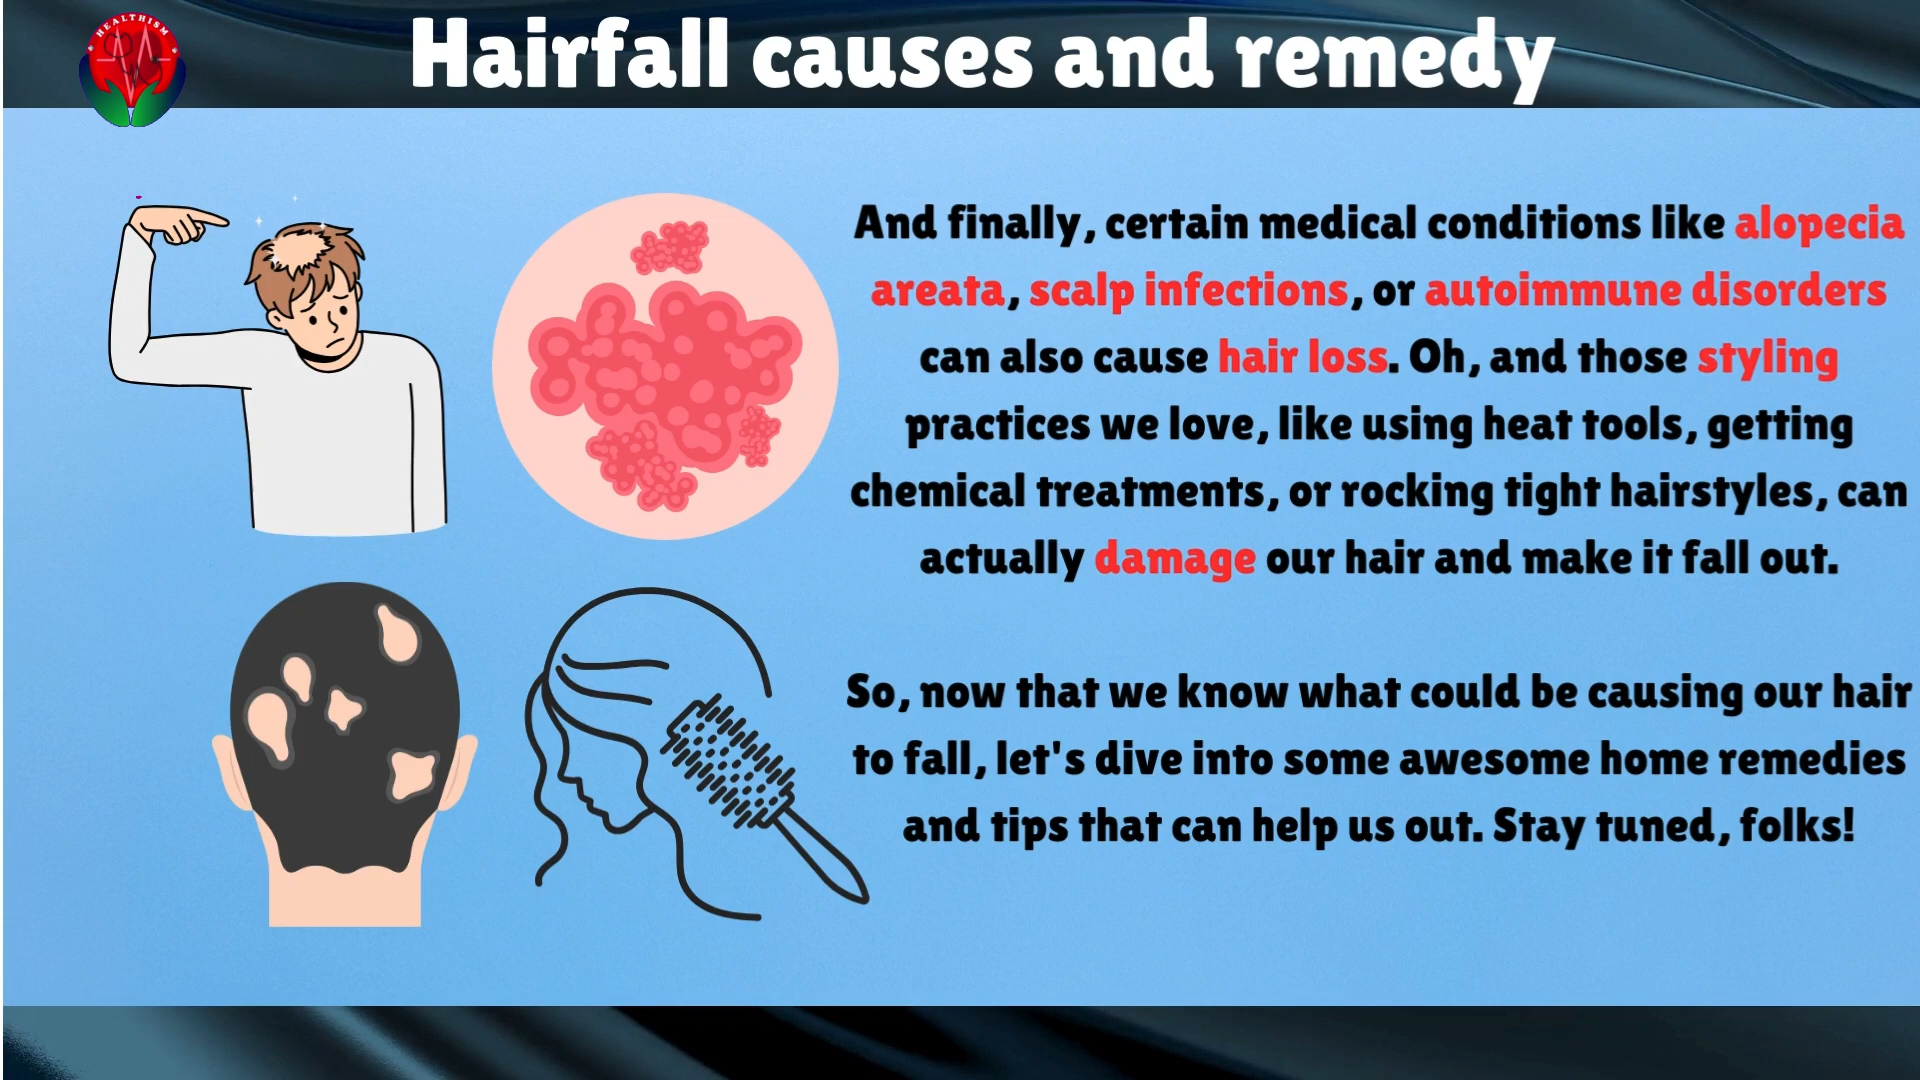 HEALTHISM
Hairfall causes and remedy
And finally, certain medical conditions like alopecia
areata, scalp infections, or autoimmune disorders
can also cause hair loss. Oh, and those styling
practices we love, like using heat tools, getting
chemical treatments, or rocking tight hairstyles, can
actually damage our hair and make it fall out.
So, now that we know what could be causing our hair
to fall, let's dive into some awesome home remedies
and tips that can help us out. Stay tuned, folks!